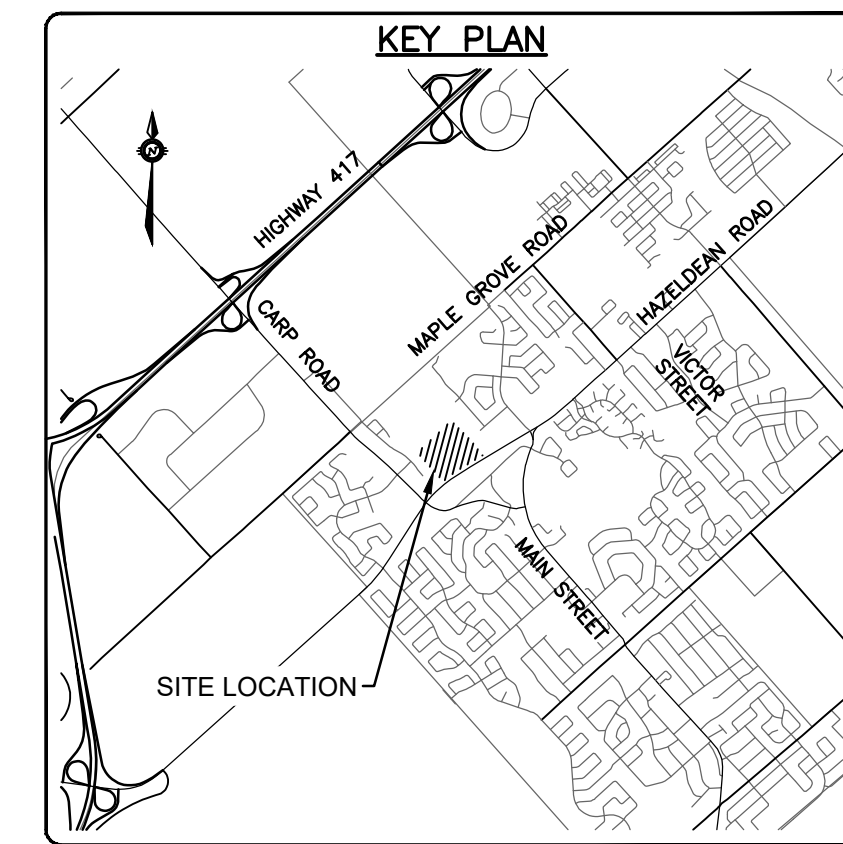 KEY PLAN
N
HIGHWAY 417
MAPLE GROVE ROAD
HAZELDEAN ROAD
CARP ROAD
VICTOR
STREET
MAIN STREET
SITE LOCATION